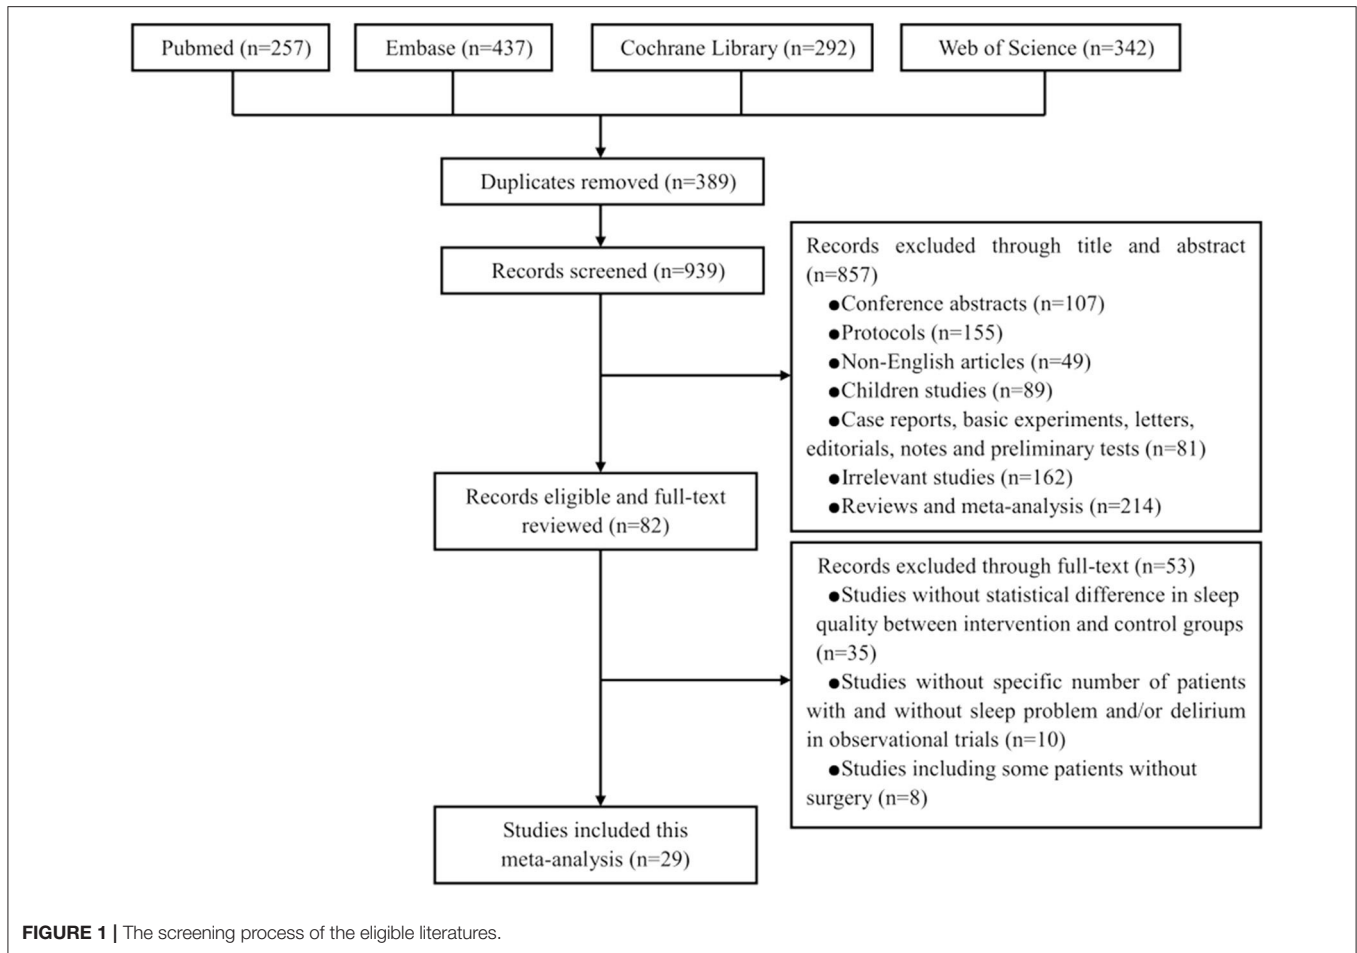 Pubmed (n=257)
Embase (n=437)
Cochrane Library (n=292)
Web of Science (n=342)
Duplicates removed (n=389)
Records screened (n=939)
Records excluded through title and abstract
(n=857)
●Conference abstracts (n=107)
●Protocols (n=155)
●Non-English articles (n=49)
●Children studies (n=89)
●Case reports, basic experiments, letters,
editorials, notes and preliminary tests (n=81)
●Irrelevant studies (n=162)
●Reviews and meta-analysis (n=214)
Records eligible and full-text
reviewed (n=82)
Records excluded through full-text (n=53)
●Studies without statistical difference in sleep
quality between intervention and control groups
(n=35)
●Studies without specific number of patients
with and without sleep problem and/or delirium
in observational trials (n=10)
●Studies including some patients without
surgery (n=8)
Studies included this
meta-analysis (n=29)
FIGURE 1 | The screening process of the eligible literatures.